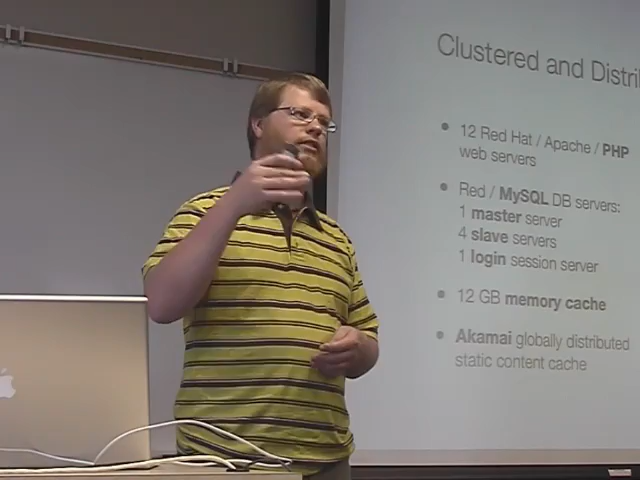 Clustered and Distri
• 12 Red Hat / Apache / PHP
web servers
• Red / MySQL DB servers:
1 master server
4 slave servers
1 login session server
• 12 GB memory cache
• Akamai globally distributed
static content cache